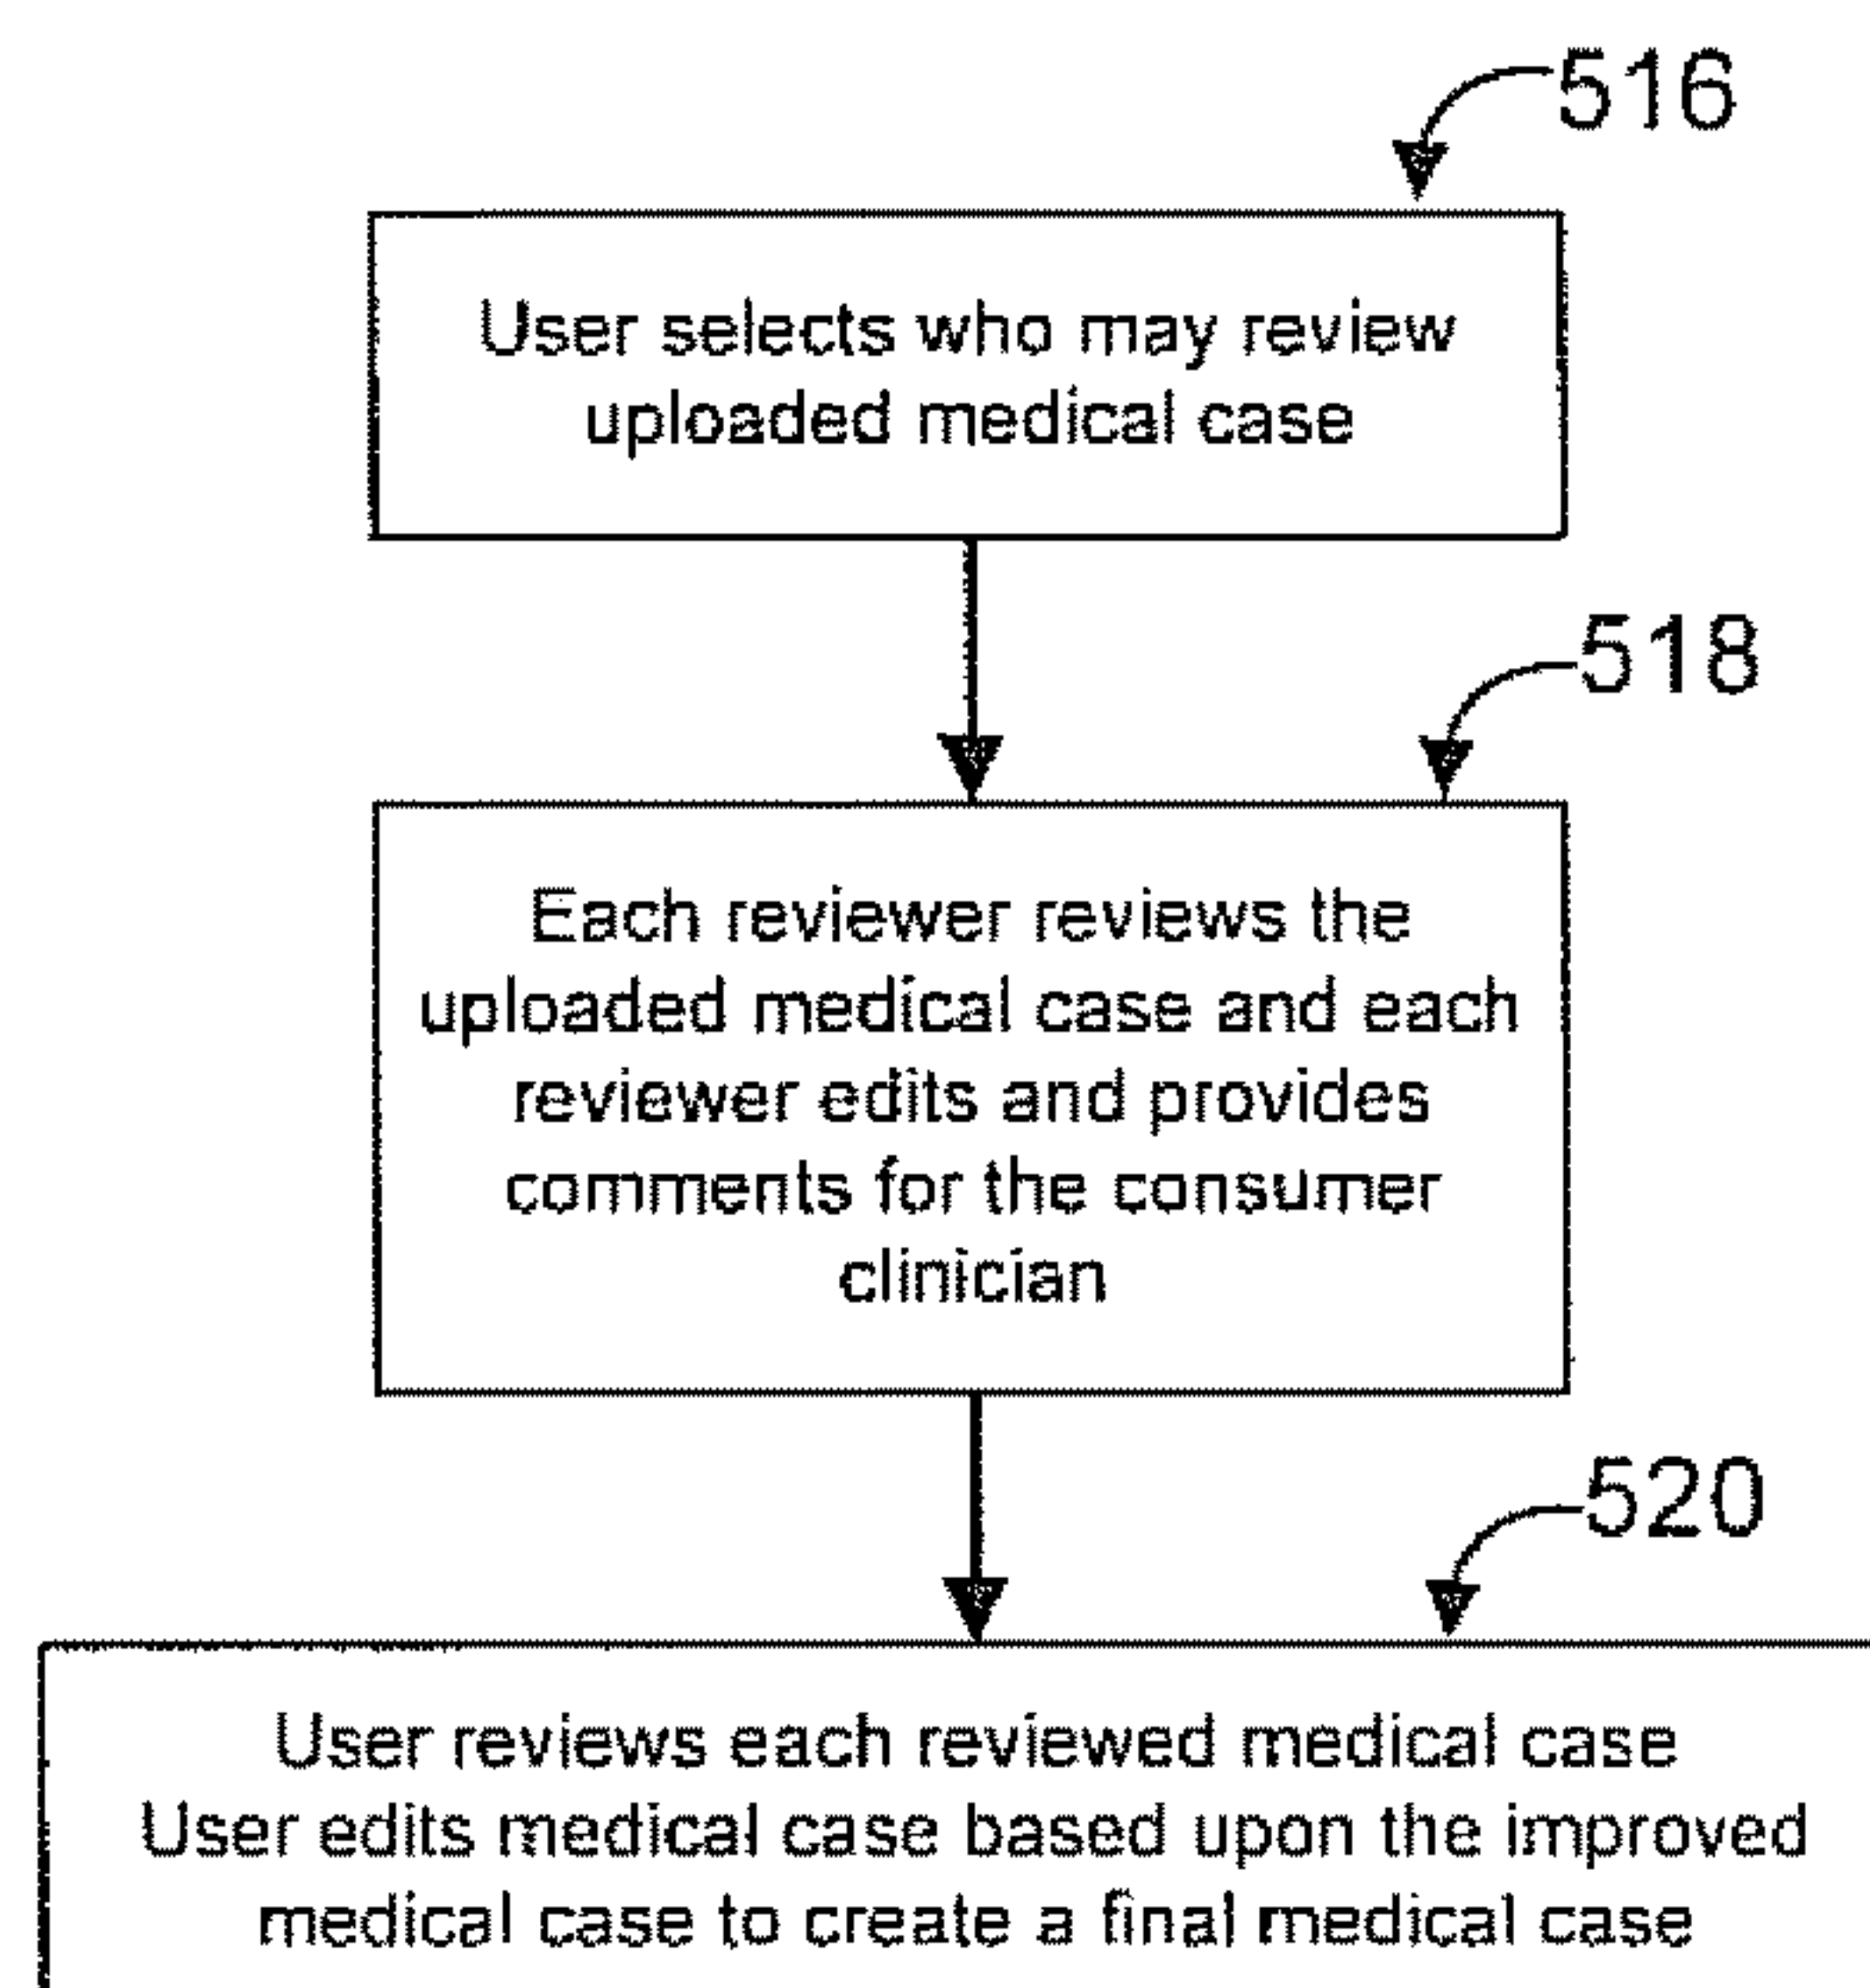 516
User selects who may review
uploaded medical case
518
Each reviewer reviews the
uploaded medical case and each
reviewer edits and provides
comments for the consumer
clinician
520
User reviews each reviewed medical case
User edits medical case based upon the improved
medical case to create a final medical case